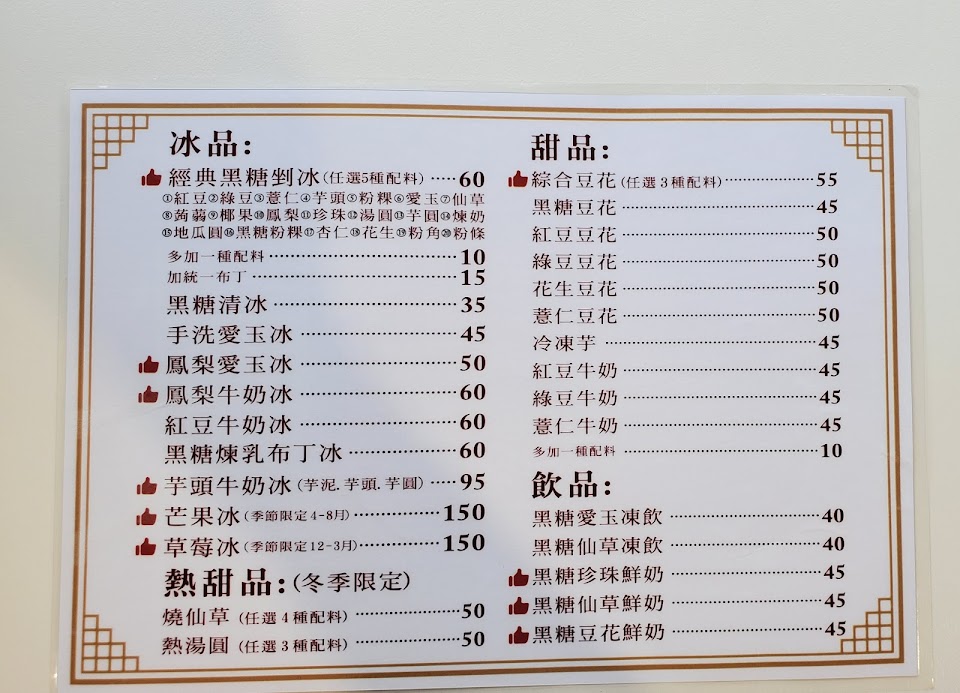 冰品:
經典黑糖剉冰(任選5種配料) ·····60
①紅豆②綠豆③薏仁④芋頭⑤粉粿⑥愛玉⑦仙草
⑧蒟蒻⑨椰果⑩鳳梨⑪珍珠⑫湯圓⑬芋圓⑭煉奶
⑮地瓜圓⑯黑糖粉粿⑰杏仁⑱花生⑲粉角⑳粉條
多加一種配料····················10
加統一布丁····················15
黑糖清冰····················35
手洗愛玉冰····················45
鳳梨愛玉冰····················50
鳳梨牛奶冰····················60
紅豆牛奶冰····················60
黑糖煉乳布丁冰··············60
芋頭牛奶冰(芋泥.芋頭.芋圓) ·····95
芒果冰(季節限定4-8月)············150
草莓冰(季節限定12-3月)············150
熱甜品:(冬季限定)
燒仙草 (任選4種配料) ············50
熱湯圓 (任選3種配料) ············50
甜品:
綜合豆花(任選3種配料)············55
黑糖豆花····················45
紅豆豆花····················50
綠豆豆花····················50
花生豆花····················50
薏仁豆花····················50
冷凍芋 ····················45
紅豆牛奶····················45
綠豆牛奶····················45
薏仁牛奶····················45
多加一種配料 ····················10
飲品:
黑糖愛玉凍飲 ················40
黑糖仙草凍飲 ················40
黑糖珍珠鮮奶 ················45
黑糖仙草鮮奶 ················45
黑糖豆花鮮奶 ················45